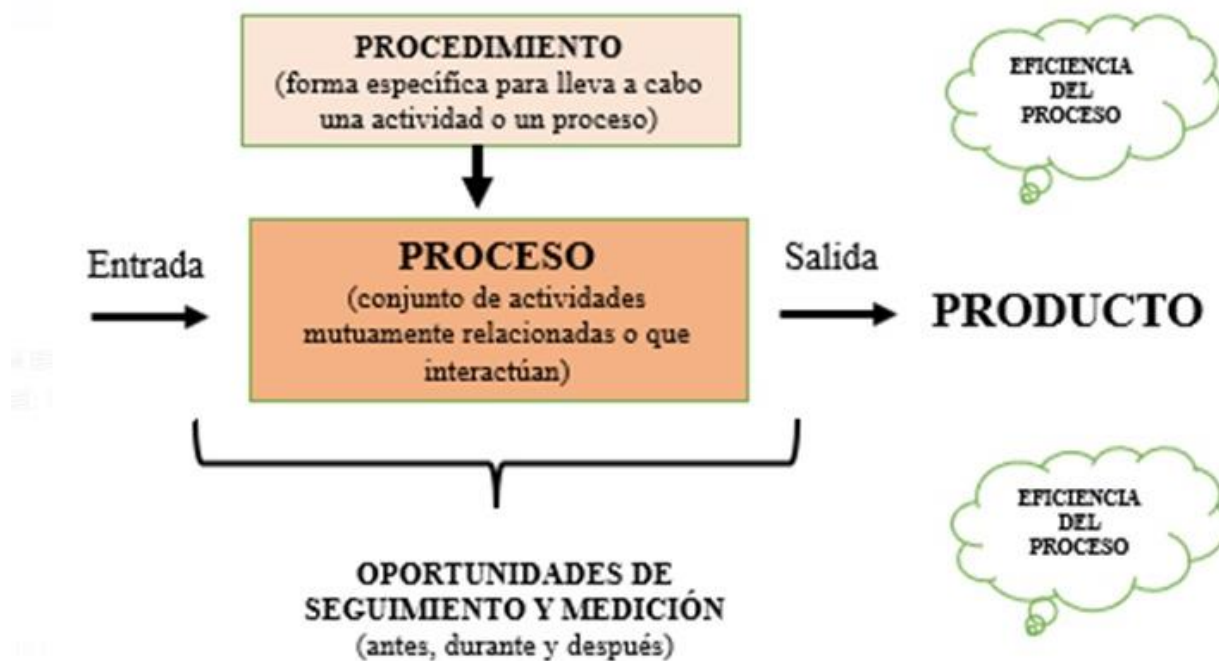 PROCEDIMIENTO
(forma específica para lleva a cabo
una actividad o un proceso)
EFICIENCIA
DEL
PROCESO
Entrada
PROCESO
(conjunto de actividades
mutuamente relacionadas o que
interactúan)
Salida
PRODUCTO
OPORTUNIDADES DE
SEGUIMIENTO Y MEDICIÓN
(antes, durante y después)
EFICIENCIA
DEL
PROCESO